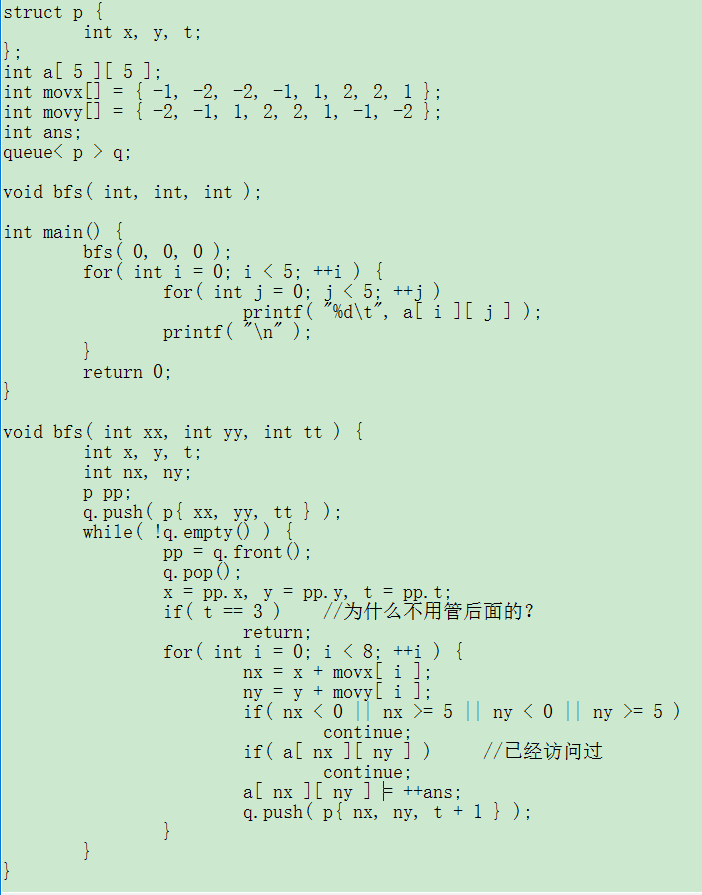 struct p {
        int x, y, t;
};
int a[ 5 ][ 5 ];
int movx[] = { -1, -2, -2, -1, 1, 2, 2, 1 };
int movy[] = { -2, -1, 1, 2, 2, 1, -1, -2 };
int ans;
queue< p > q;

void bfs( int, int, int );

int main() {
        bfs( 0, 0, 0 );
        for( int i = 0; i < 5; ++i ) {
                for( int j = 0; j < 5; ++j )
                        printf( "%d\t", a[ i ][ j ] );
                printf( "\n" );
        }
        return 0;
}

void bfs( int xx, int yy, int tt ) {
        int x, y, t;
        int nx, ny;
        p pp;
        q.push( p{ xx, yy, tt } );
        while( !q.empty() ) {
                pp = q.front();
                q.pop();
                x = pp.x, y = pp.y, t = pp.t;
                if( t == 3 )    //为什么不用管后面的?
                        return;
                for( int i = 0; i < 8; ++i ) {
                        nx = x + movx[ i ];
                        ny = y + movy[ i ];
                        if( nx < 0 || nx >= 5 || ny < 0 || ny >= 5 )
                                continue;
                        if( a[ nx ][ ny ] )     //已经访问过
                                continue;
                        a[ nx ][ ny ] = ++ans;
                        q.push( p{ nx, ny, t + 1 } );
                }
        }
}